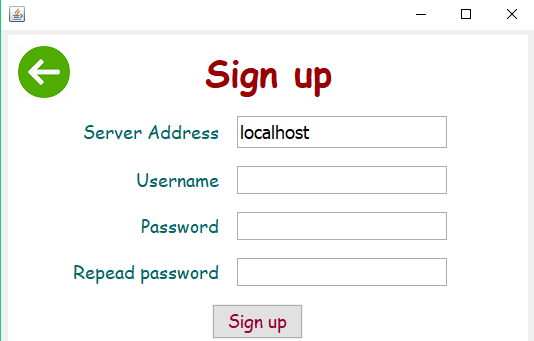 Sign up
Server Address localhost
Username
Password
Repead password
Sign up